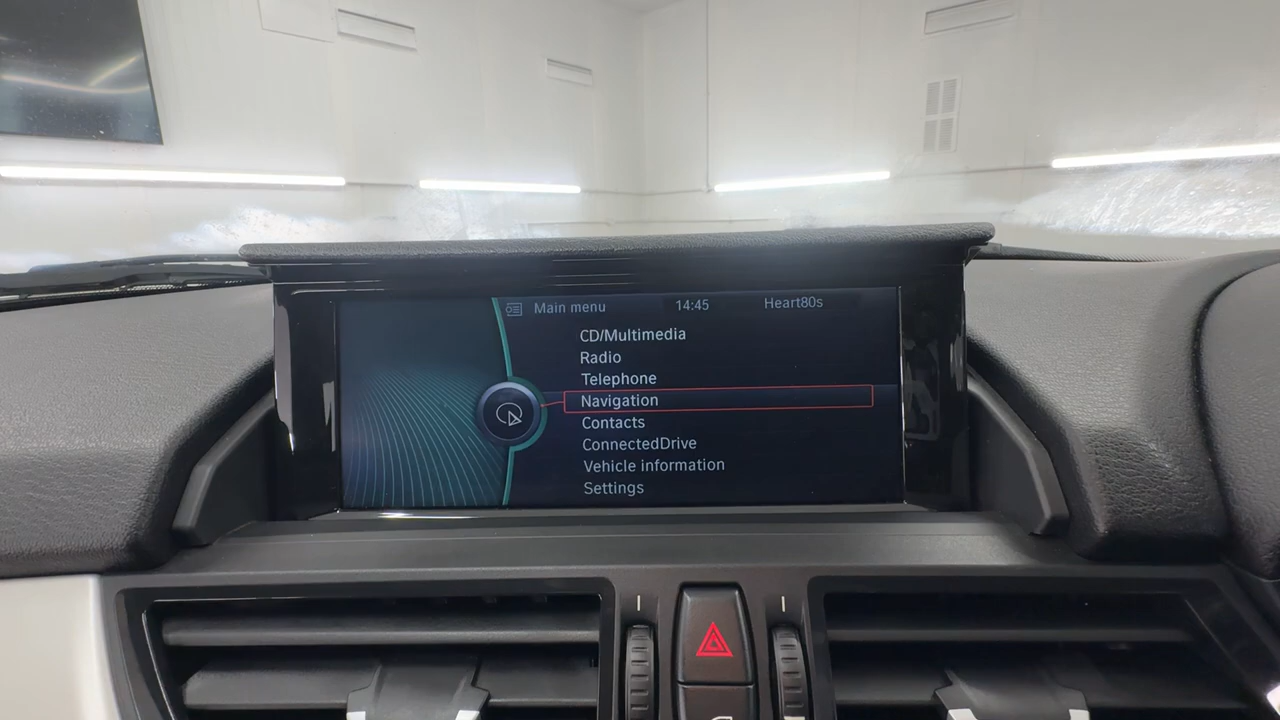 Main menu 14:45 Heart80s
CD/Multimedia
Radio
Telephone
Navigation
Contacts
ConnectedDrive
Vehicle information
Settings